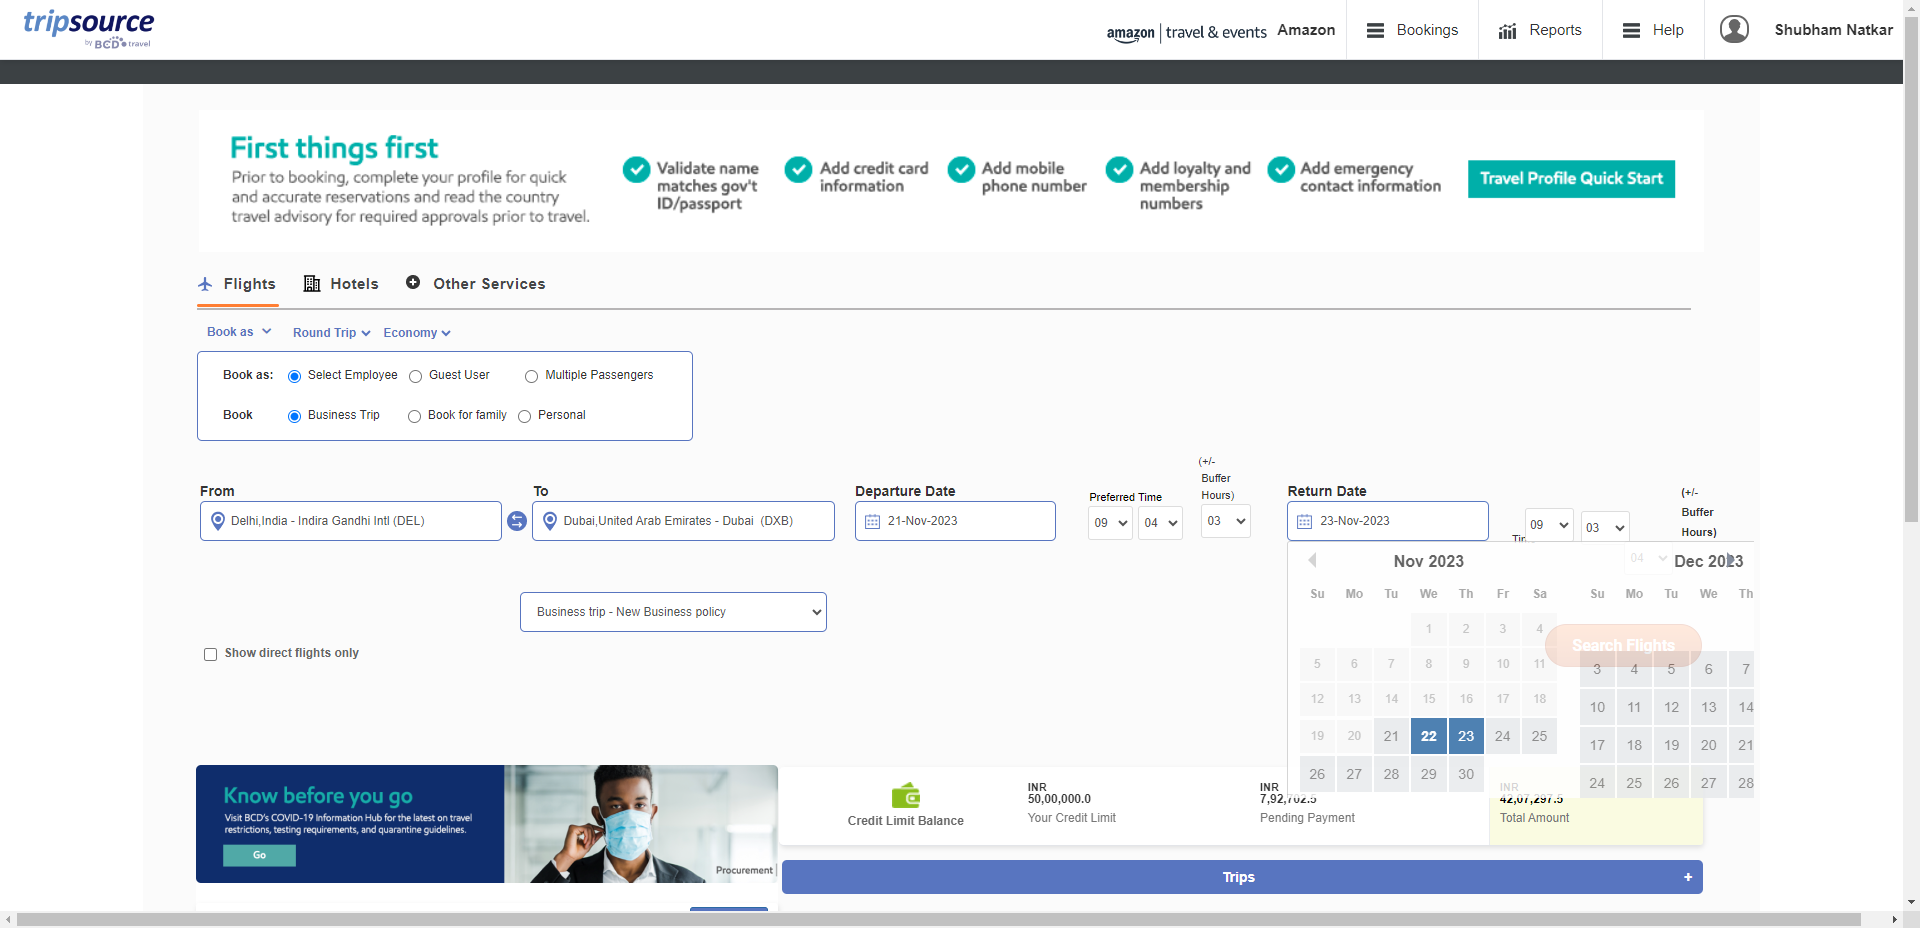 tripsource
by BCD travel
amazon | travel & events Amazon
Bookings
Reports
Help
Shubham Natkar
First things first
Prior to booking, complete your profile for quick
and accurate reservations and read the country
travel advisory for required approvals prior to travel.
Validate name
matches gov't
ID/passport
Add credit card
information
Add mobile
phone number
Add loyalty and
membership
numbers
Add emergency
contact information
Travel Profile Quick Start
Flights
Hotels
Other Services
Book as
Round Trip
Economy
Book as: Select Employee Guest User Multiple Passengers
Book Business Trip Book for family Personal
From
Delhi,India - Indira Gandhi Intl (DEL)
To
Dubai,United Arab Emirates - Dubai (DXB)
Departure Date
21-Nov-2023
Preferred Time
09 04
(+/-
Buffer
Hours)
03
Return Date
23-Nov-2023
09 03
(+/-
Buffer
Hours)
04
Nov 2023
Su Mo Tu We Th Fr Sa
1 2 3 4
5 6 7 8 9 10 11
12 13 14 15 16 17 18
19 20 21 22 23 24 25
26 27 28 29 30
Dec 2023
Su Mo Tu We Th
Search Flights
3 4 5 6 7
10 11 12 13 14
17 18 19 20 21
24 25 26 27 28
Business trip - New Business policy
Show direct flights only
Know before you go
Visit BCD's COVID-19 Information Hub for the latest on travel
restrictions, testing requirements, and quarantine guidelines.
Go
Procurement |
Credit Limit Balance
INR
50,00,000.0
Your Credit Limit
INR
7,92,702.5
Pending Payment
INR
42,07,297.5
Total Amount
Trips +